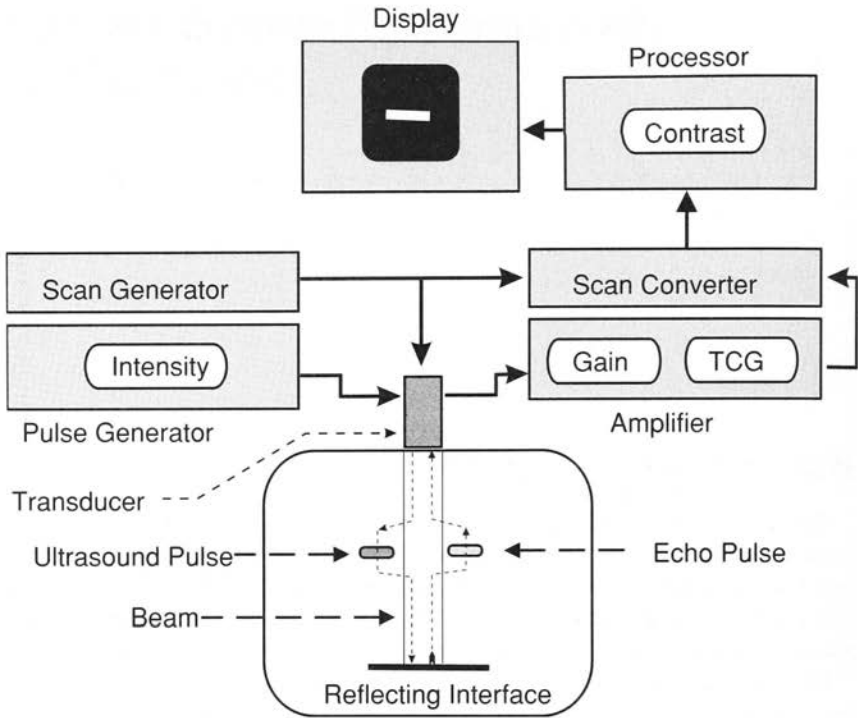 Display
Processor
Contrast
Scan Generator
Scan Converter
Intensity
Gain
TCG
Pulse Generator
Amplifier
Transducer
Ultrasound Pulse
Echo Pulse
Beam
Reflecting Interface